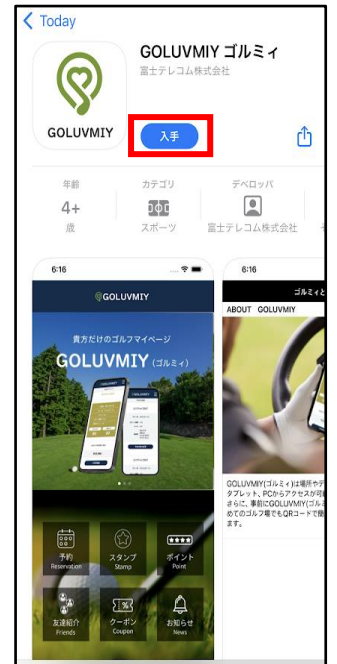 Today
GOLUVMIY ゴルミィ
富士テレコム株式会社
GOLUVMIY
入手
年齢
4+
歳
カテゴリ
スポーツ
デベロッパ
富士テレコム株式会社
6:16
GOLUVMIY
貴方だけのゴルフマイページ
GOLUVMIY (ゴルミィ)
予約
Reservation
スタンプ
Stamp
ポイント
Point
友達紹介
Friends
クーポン
Coupon
お知らせ
News
6:16
ゴルミィと
ABOUT GOLUVMIY
GOLUVMIY(ゴルミィ)は場所やデ
タブレット、PCからアクセスが可
さらに、事前にGOLUVMIY(ゴルミ
めてのゴルフ場でもQRコードで簡
ます。